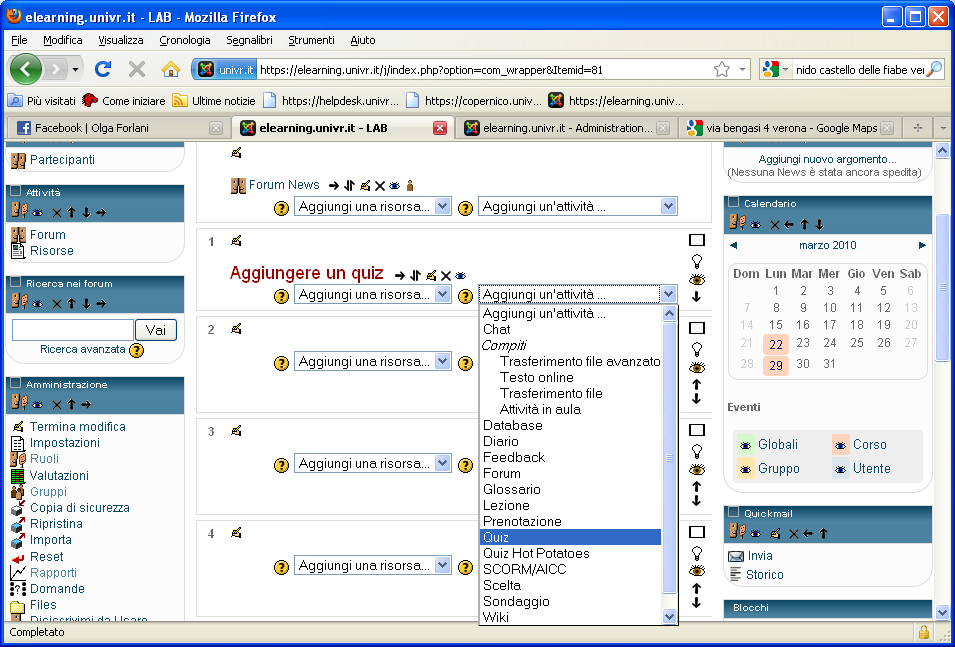 elearning.univr.it - LAB - Mozilla Firefox
File Modifica Visualizza Cronologia Segnalibri Strumenti Aiuto
univr.it https://elearning.univr.it/j/index.php?option=com_wrapper&Itemid=81
nido castello delle fiabe ver
Più visitati Come iniziare Ultime notizie https://helpdesk.univr... https://copernico.univ... https://elearning.univ...
Facebook | Olga Forlani
elearning.univr.it - LAB
elearning.univr.it - Administration...
via bengasi 4 verona - Google Maps
Partecipanti
Attività
Forum
Risorse
Ricerca nei forum
Vai
Ricerca avanzata
Amministrazione
Termina modifica
Impostazioni
Ruoli
Valutazioni
Gruppi
Copia di sicurezza
Ripristina
Importa
Reset
Rapporti
Domande
Files
Disiscrivimi da Usare
Forum News
Aggiungi una risorsa... Aggiungi un'attività ...
1
Aggiungere un quiz
Aggiungi una risorsa... Aggiungi un'attività ...
2
Aggiungi una risorsa...
3
Aggiungi una risorsa...
4
Aggiungi una risorsa...
Aggiungi un'attività ...
Chat
Compiti
Trasferimento file avanzato
Testo online
Trasferimento file
Attività in aula
Database
Diario
Feedback
Forum
Glossario
Lezione
Prenotazione
Quiz
Quiz Hot Potatoes
SCORM/AICC
Scelta
Sondaggio
Wiki
Aggiungi nuovo argomento...
(Nessuna News è stata ancora spedita)
Calendario
marzo 2010
Dom Lun Mar Mer Gio Ven Sab
1 2 3 4 5 6
7 8 9 10 11 12 13
14 15 16 17 18 19 20
21 22 23 24 25 26 27
28 29 30 31
Eventi
Globali Corso
Gruppo Utente
Quickmail
Invia
Storico
Blocchi
Completato